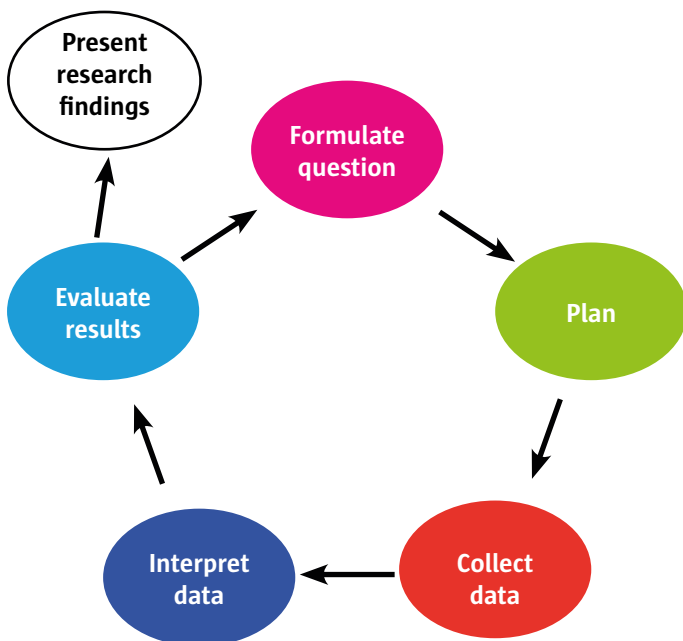 Present
research
findings
Formulate
question
Plan
Collect
data
Interpret
data
Evaluate
results